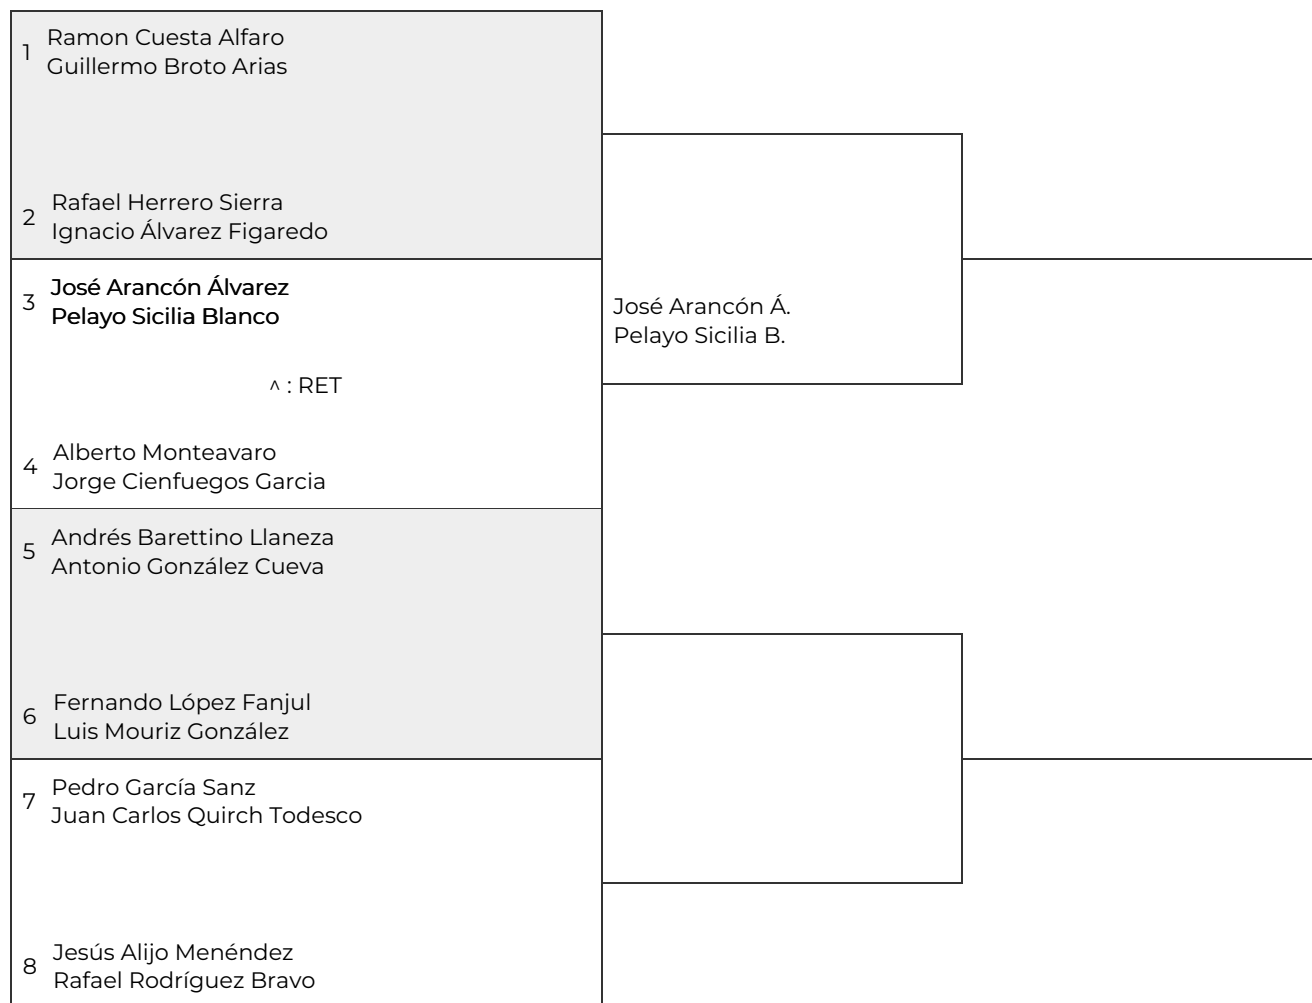 1
Ramon Cuesta Alfaro
Guillermo Broto Arias
2
Rafael Herrero Sierra
Ignacio Álvarez Figaredo
3
José Arancón Álvarez
Pelayo Sicilia Blanco
^ : RET
4
Alberto Monteavaro
Jorge Cienfuegos Garcia
5
Andrés Barettino Llaneza
Antonio González Cueva
6
Fernando López Fanjul
Luis Mouriz González
7
Pedro García Sanz
Juan Carlos Quirch Todesco
8
Jesús Alijo Menéndez
Rafael Rodríguez Bravo
José Arancón Á.
Pelayo Sicilia B.